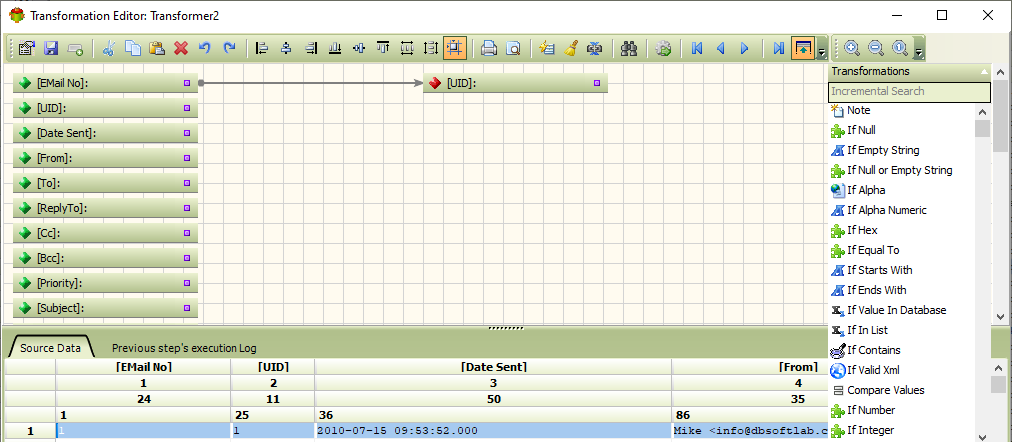 Transformation Editor: Transformer2
Transformations
Incremental Search
[EMail No]:
[UID]:
[UID]:
[Date Sent]:
[From]:
[To]:
[ReplyTo]:
[Cc]:
[Bcc]:
[Priority]:
[Subject]:
Note
If Null
If Empty String
If Null or Empty String
If Alpha
If Alpha Numeric
If Hex
If Equal To
If Starts With
If Ends With
If Value In Database
If In List
If Contains
If Valid Xml
Compare Values
If Number
If Integer
Source Data Previous step's execution Log
[EMail No] [UID] [Date Sent] [From]
1 2 3 4
24 11 50 35
1 25 36 86
1 1 1 2010-07-15 09:53:52.000 Mike <info@dbsoftlab.c